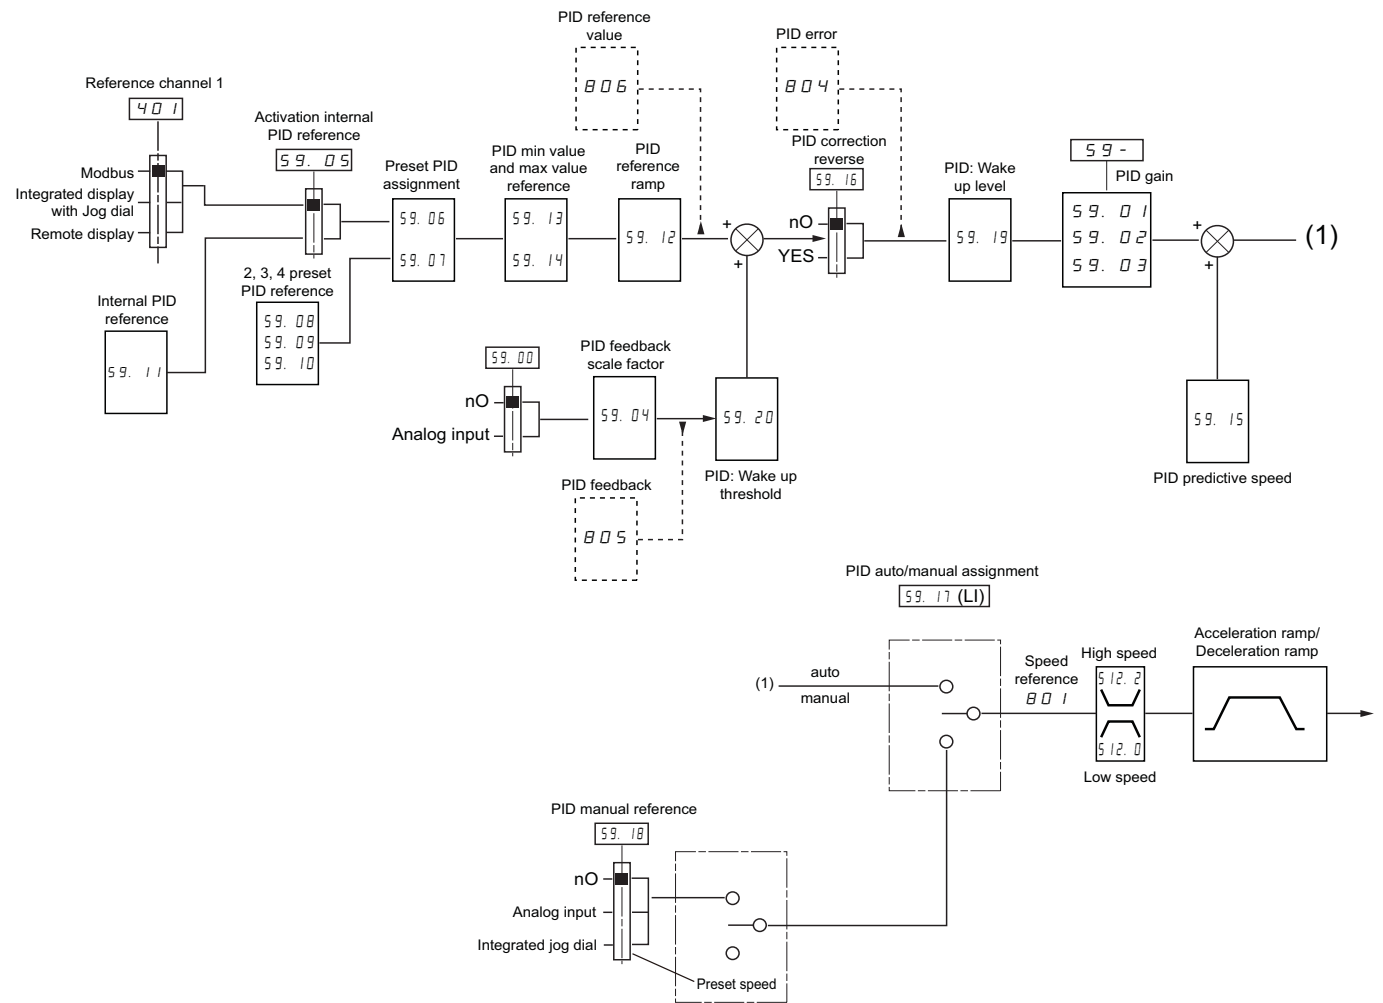 PID reference
value
806
PID error
804
Reference channel 1
401
Modbus
Integrated display
with Jog dial
Remote display
Activation internal
PID reference
59. 05
Preset PID
assignment
59. 06
59. 07
PID min value
and max value
reference
59. 13
59. 14
PID
reference
ramp
59. 12
+
+
PID correction
reverse
59. 16
nO
YES
PID: Wake
up level
59. 19
59-
PID gain
59. 01
59. 02
59. 03
+
+
(1)
Internal PID
reference
59. 11
2, 3, 4 preset
PID reference
59. 08
59. 09
59. 10
59. 00
nO
Analog input
PID feedback
scale factor
59. 04
59. 20
PID: Wake up
threshold
PID feedback
805
59. 15
PID predictive speed
PID auto/manual assignment
59. 17 (LI)
(1)
auto
manual
Speed
reference
801
High speed
512. 2
512. 0
Low speed
Acceleration ramp/
Deceleration ramp
PID manual reference
59. 18
nO
Analog input
Integrated jog dial
Preset speed